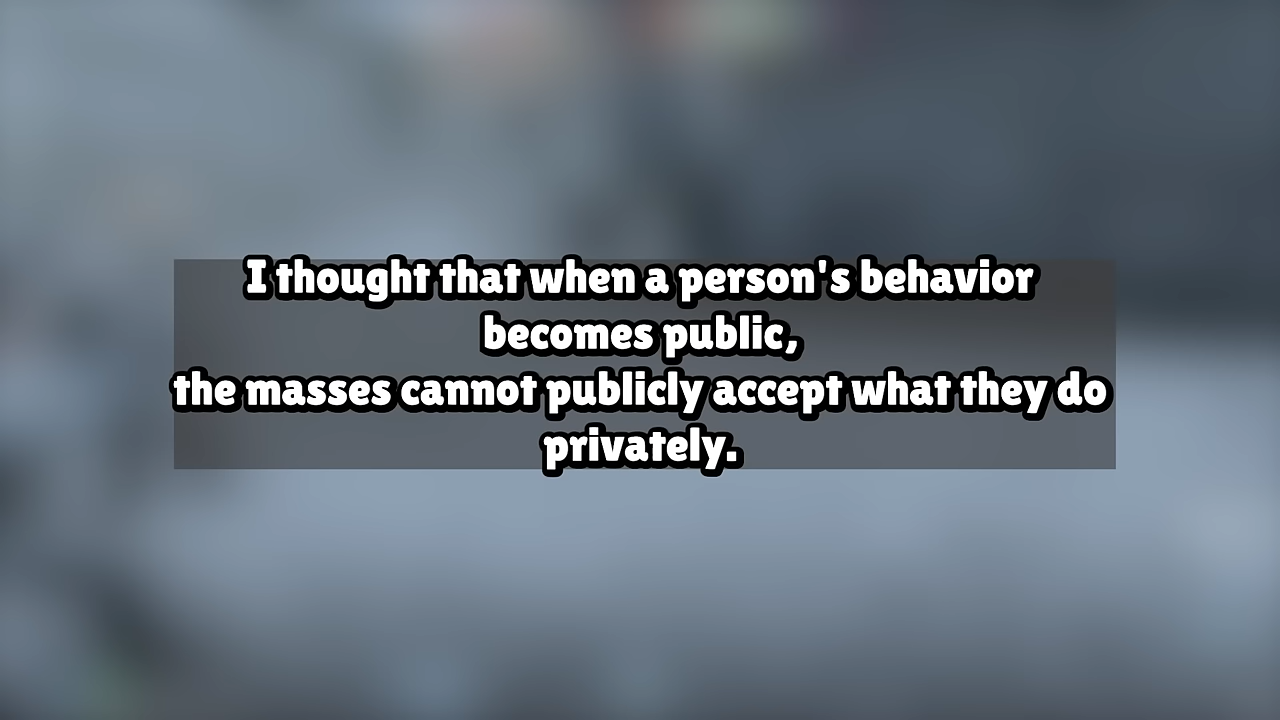 I thought that when a person's behavior
becomes public,
the masses cannot publicly accept what they do
privately.